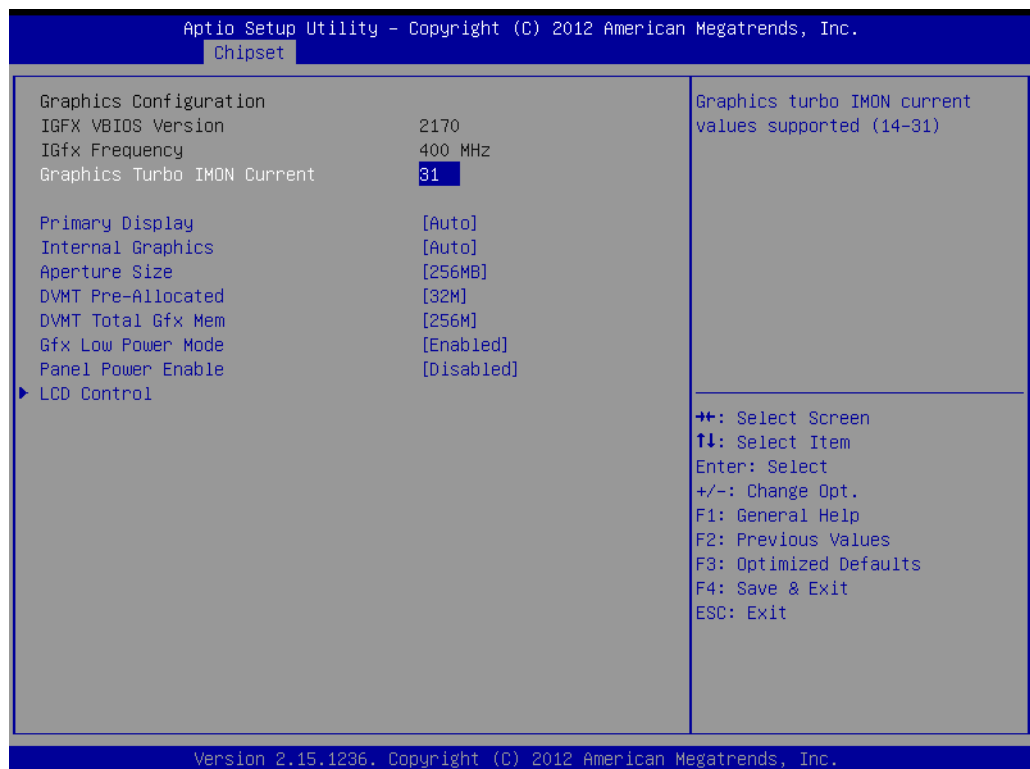 Aptio Setup Utility – Copyright (C) 2012 American Megatrends, Inc.
Chipset
Graphics Configuration
IGFX VBIOS Version 2170
IGfx Frequency 400 MHz
Graphics Turbo IMON Current 31
Primary Display [Auto]
Internal Graphics [Auto]
Aperture Size [256MB]
DVMT Pre-Allocated [32M]
DVMT Total Gfx Mem [256M]
Gfx Low Power Mode [Enabled]
Panel Power Enable [Disabled]
▶ LCD Control
Graphics turbo IMON current
values supported (14-31)
→←: Select Screen
↑↓: Select Item
Enter: Select
+/-: Change Opt.
F1: General Help
F2: Previous Values
F3: Optimized Defaults
F4: Save & Exit
ESC: Exit
Version 2.15.1236. Copyright (C) 2012 American Megatrends, Inc.